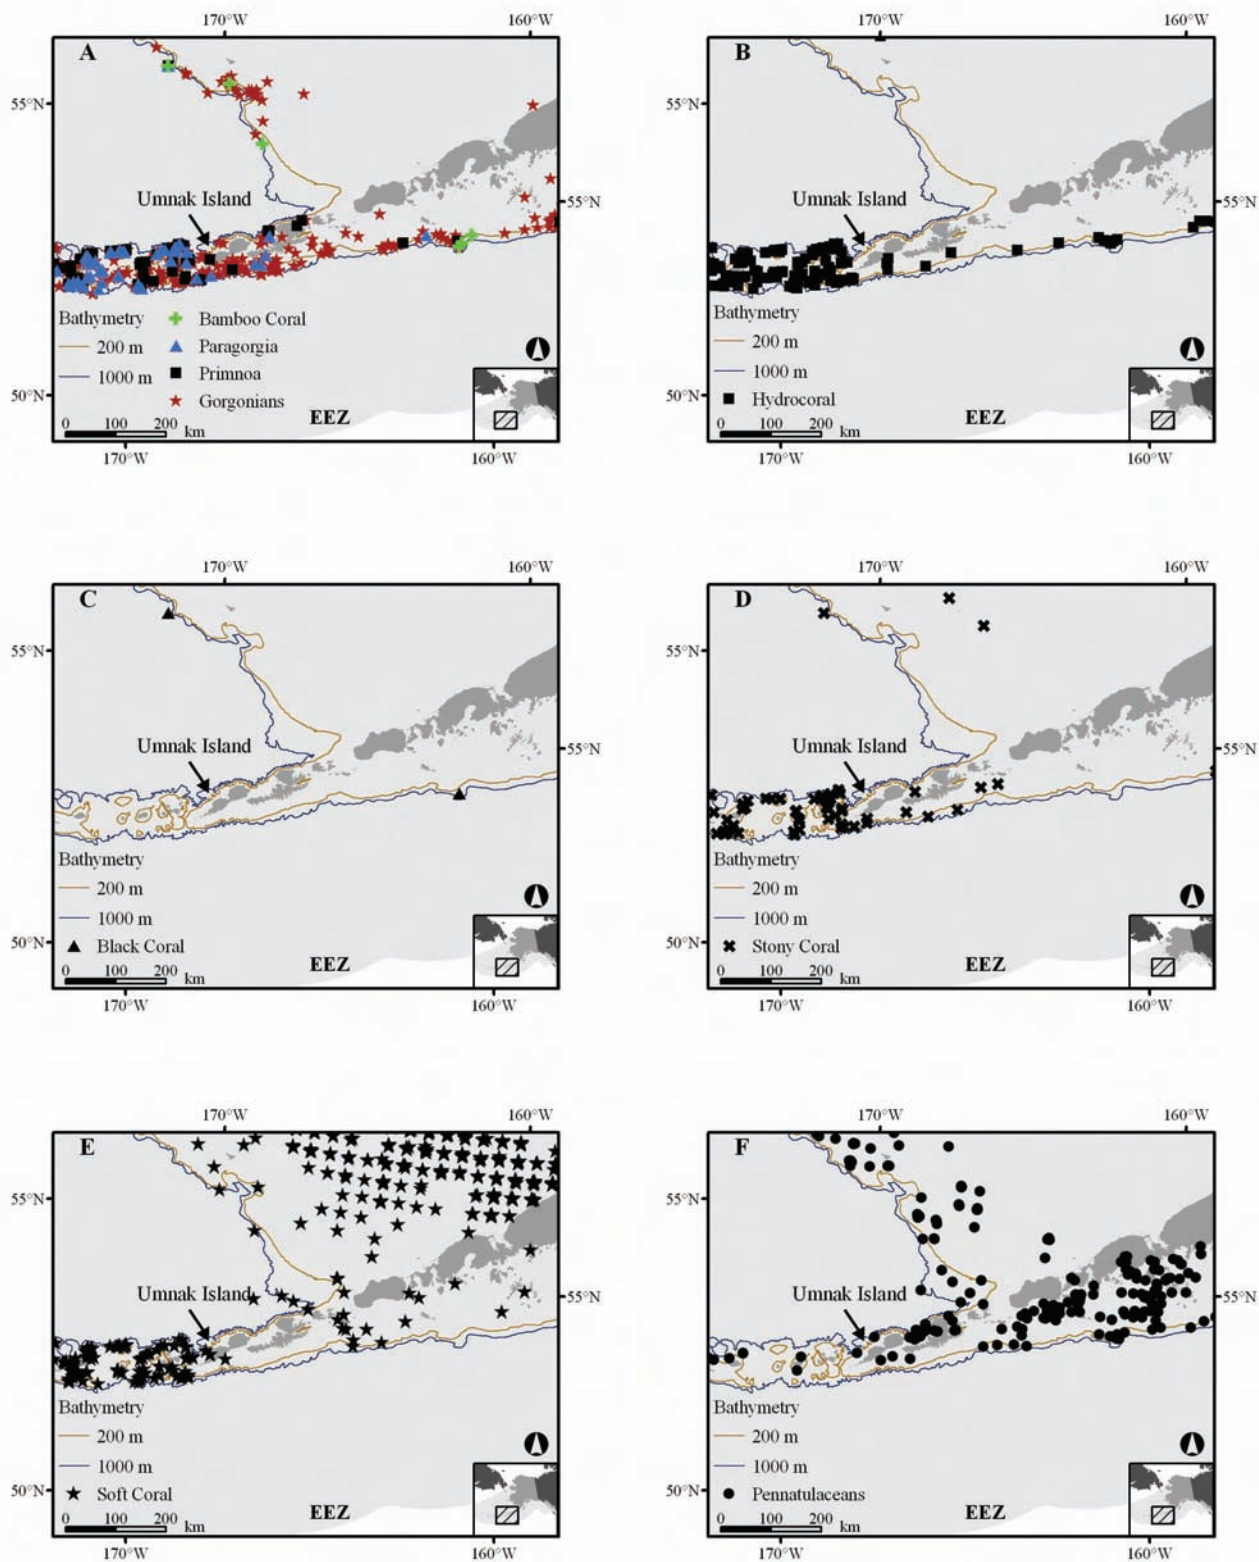 170°W 160°W
A
55°N
Umnak Island
55°N
Bathymetry Bamboo Coral
200 m Paragorgia
1000 m Primnoa
50°N
Gorgonians EEZ
0 100 200 km
170°W 160°W
170°W 160°W
B
55°N
Umnak Island
55°N
Bathymetry
200 m
1000 m
50°N
Hydrocoral EEZ
0 100 200 km
170°W 160°W
170°W 160°W
C
55°N
Umnak Island
55°N
Bathymetry
200 m
1000 m
50°N
Black Coral EEZ
0 100 200 km
170°W 160°W
170°W 160°W
D
55°N
Umnak Island
55°N
Bathymetry
200 m
1000 m
50°N
Stony Coral EEZ
0 100 200 km
170°W 160°W
170°W 160°W
E
55°N
Umnak Island
55°N
Bathymetry
200 m
1000 m
50°N
Soft Coral EEZ
0 100 200 km
170°W 160°W
170°W 160°W
F
55°N
Umnak Island
55°N
Bathymetry
200 m
1000 m
50°N
Pennatulaceans EEZ
0 100 200 km
170°W 160°W